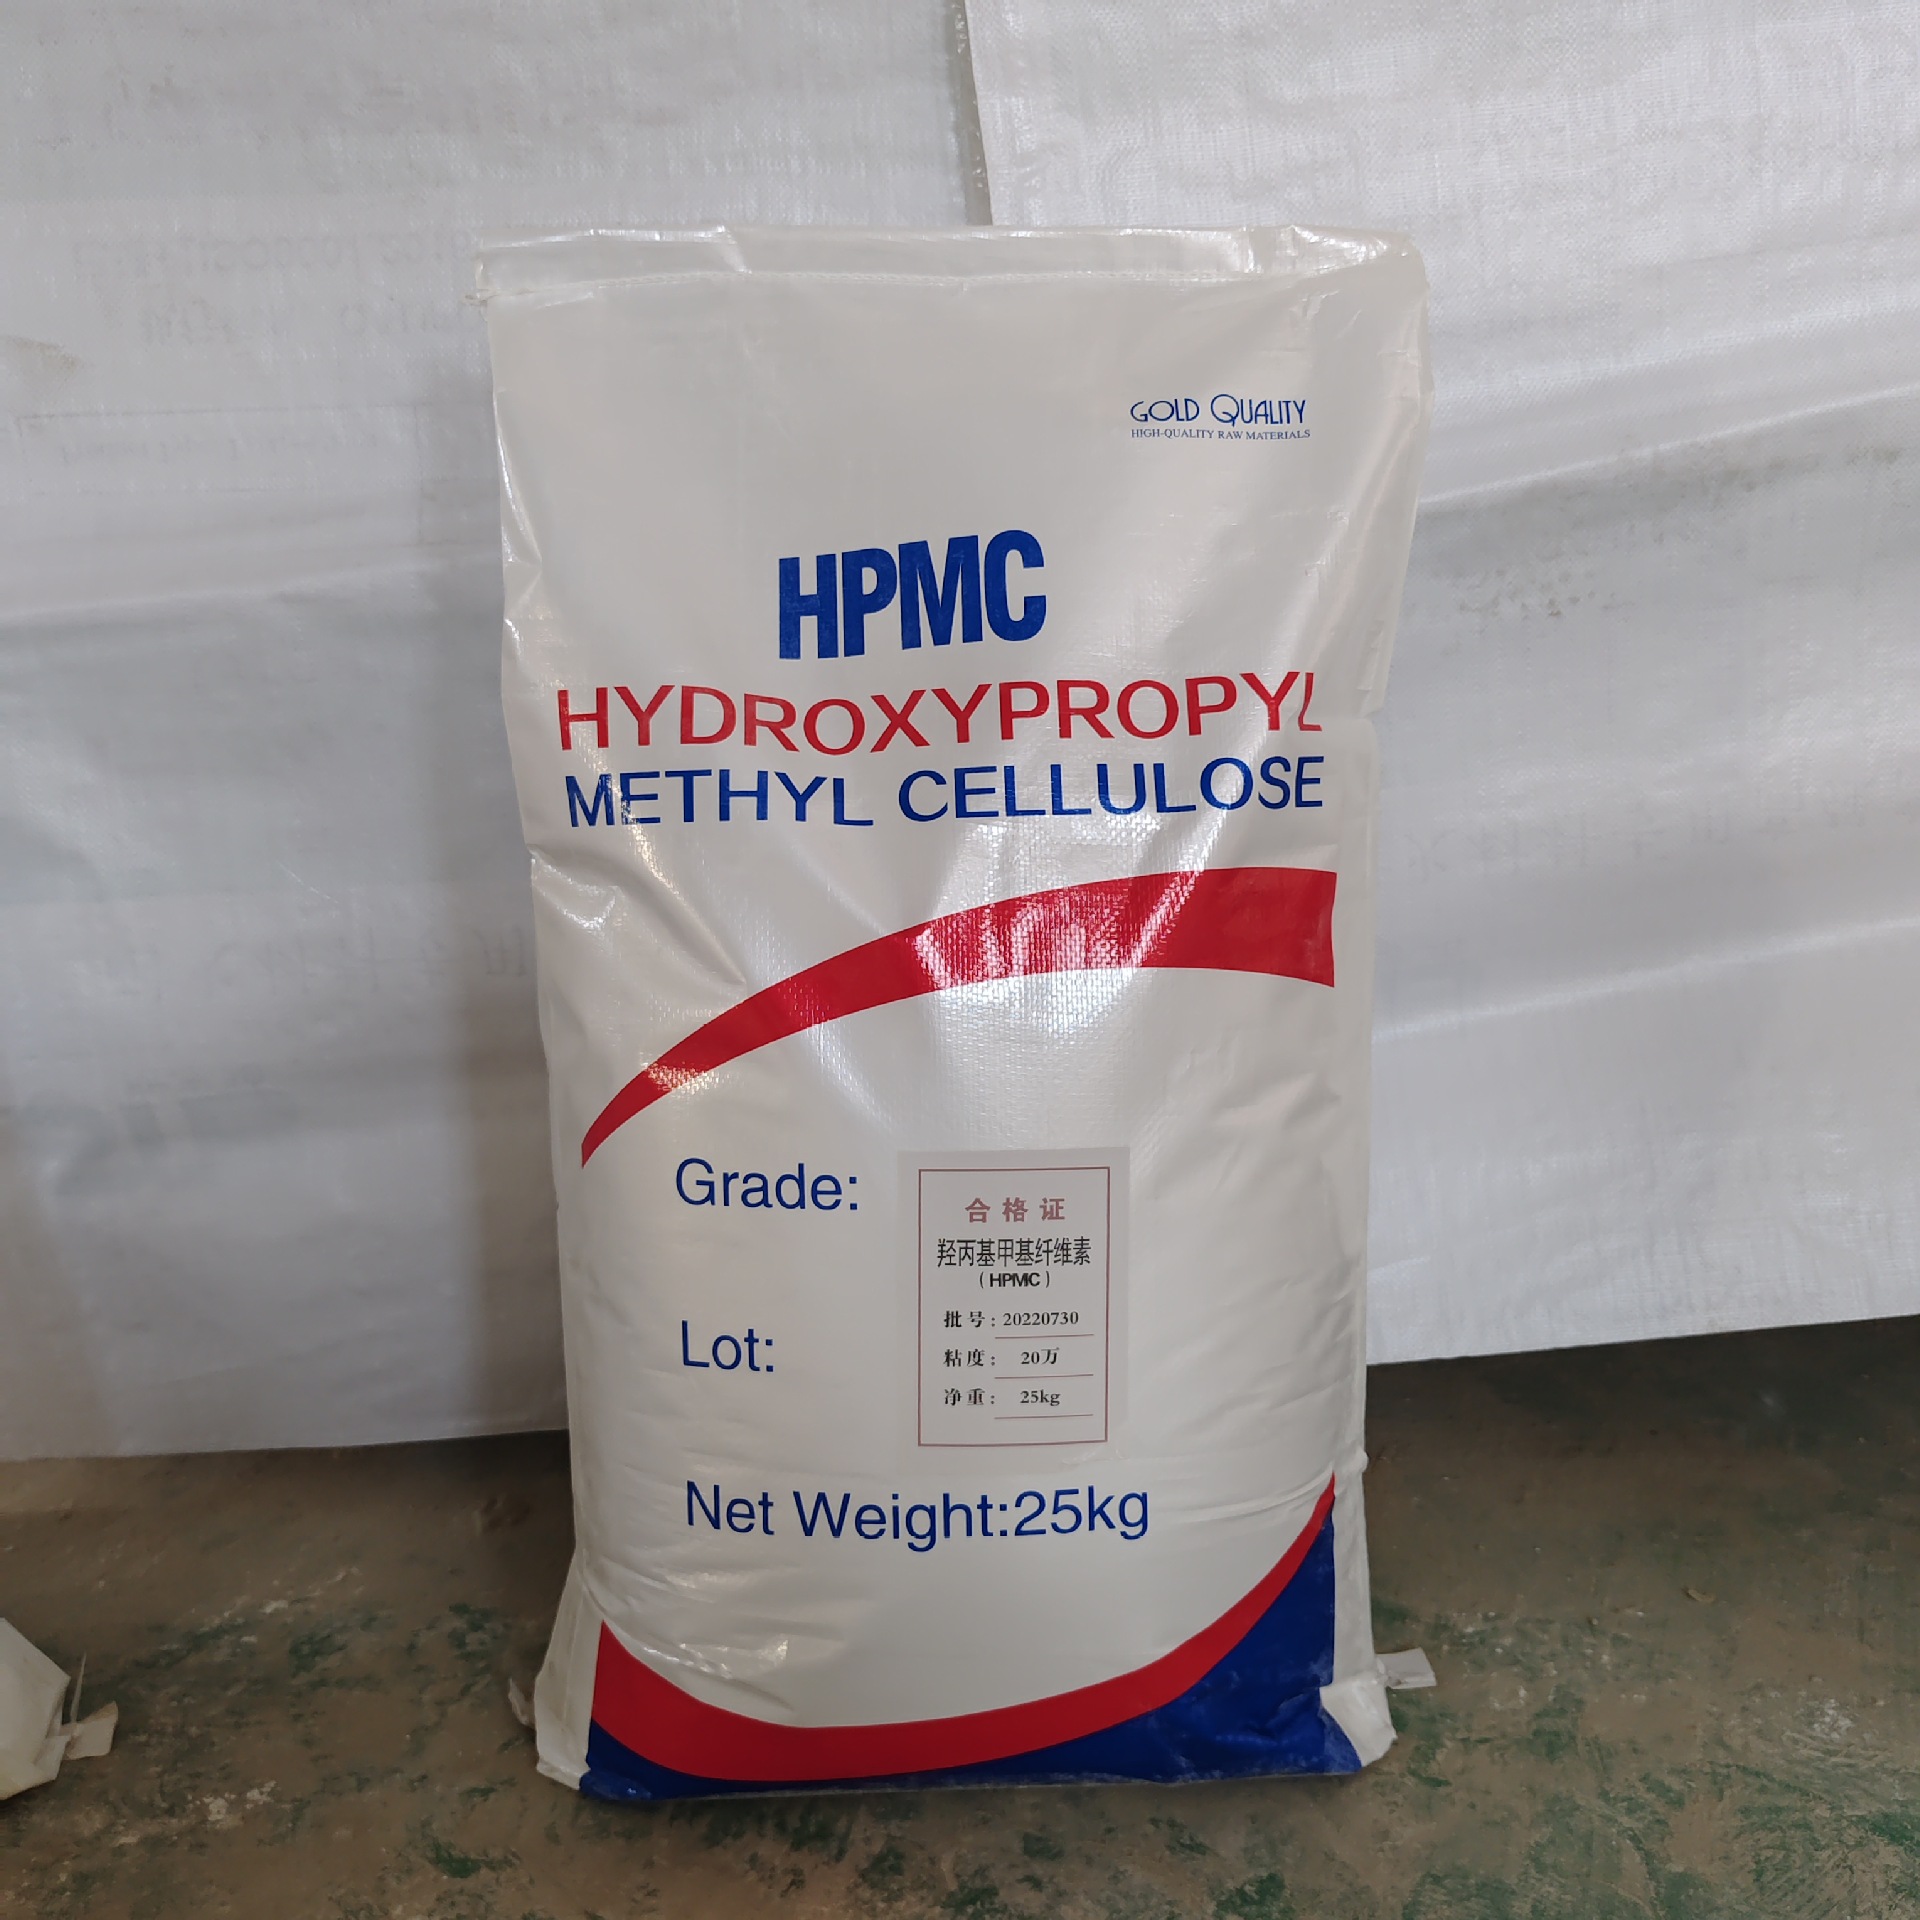 GOLD QUALITY
HIGH-QUALITY RAW MATERIALS
HPMC
HYDROXYPROPYL
METHYL CELLULOSE
Grade:
合格证
羟丙基甲基纤维素
(HPMC)
批号:20220730
粘度: 20万
净重: 25kg
Lot:
Net Weight:25kg